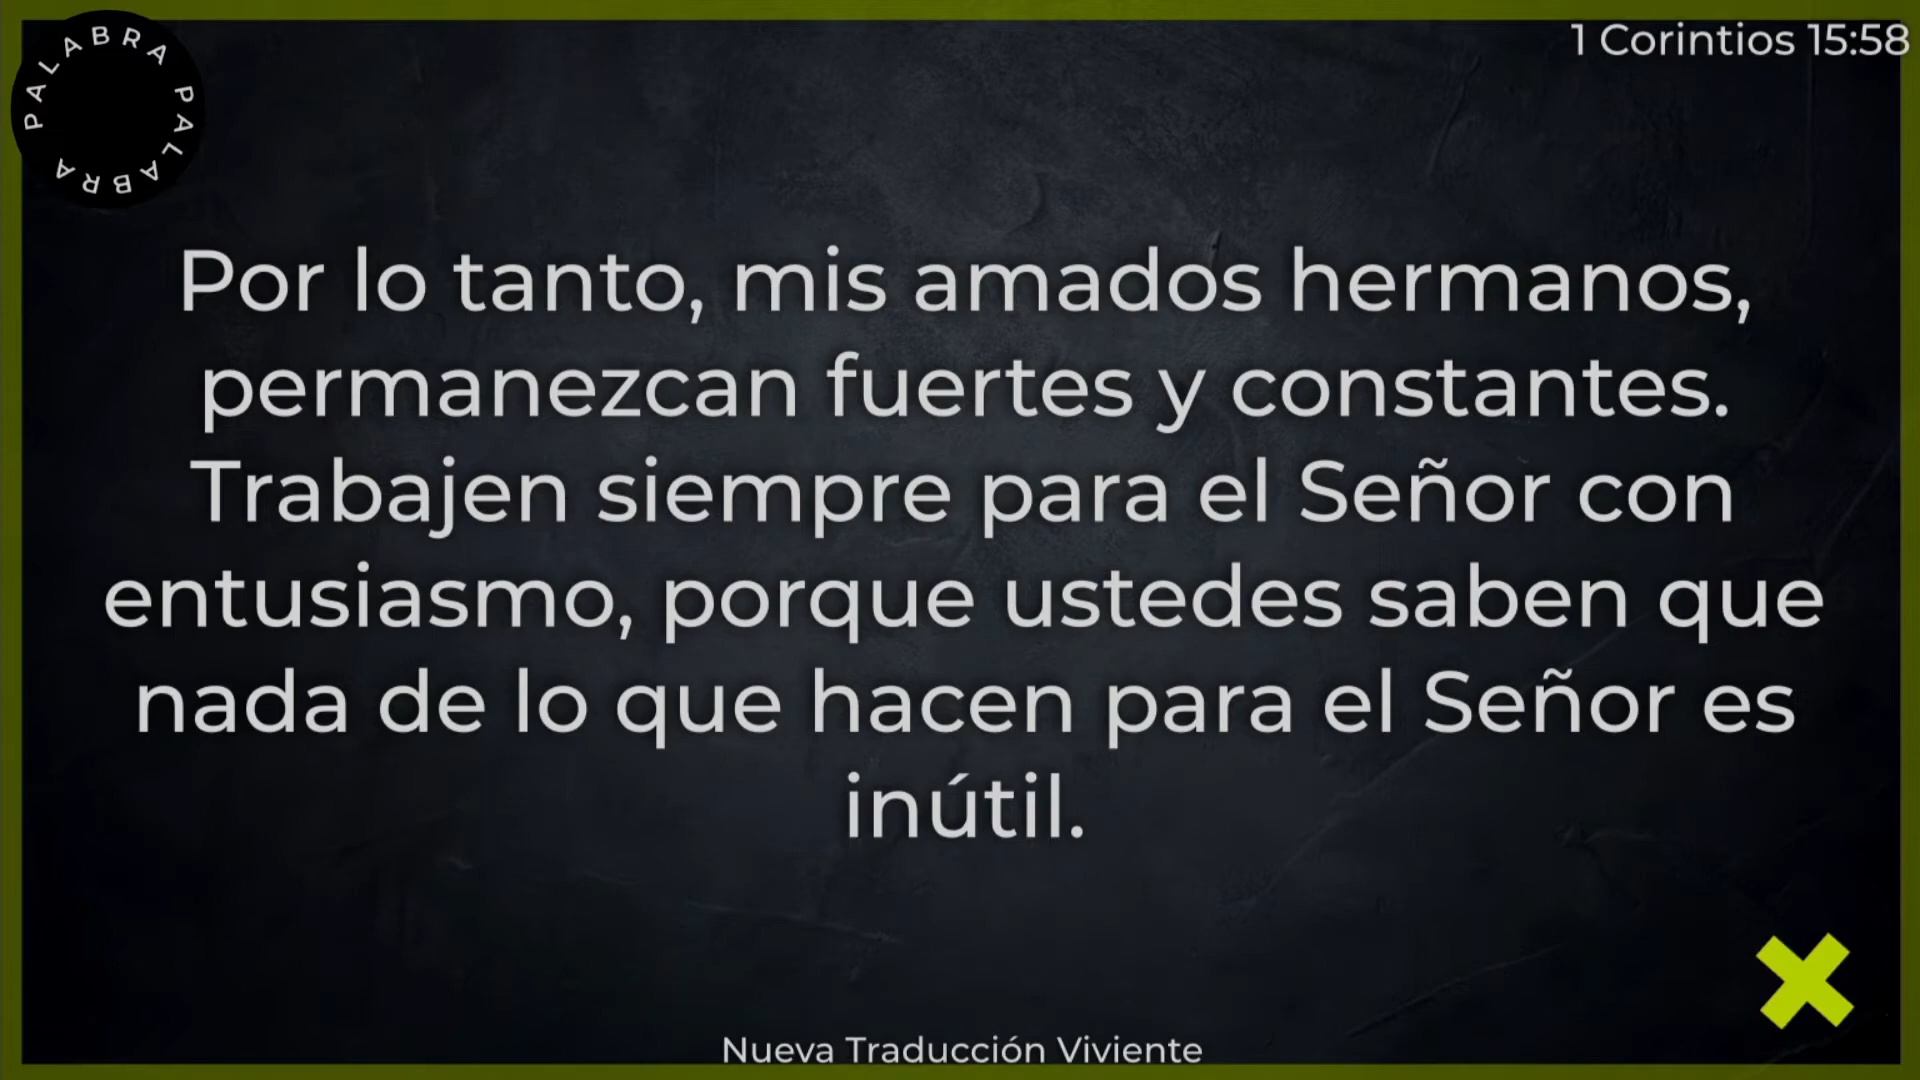 PALABRA PALABRA
1 Corintios 15:58
Por lo tanto, mis amados hermanos,
permanezcan fuertes y constantes.
Trabajen siempre para el Señor con
entusiasmo, porque ustedes saben que
nada de lo que hacen para el Señor es
inútil.
Nueva Traducción Viviente